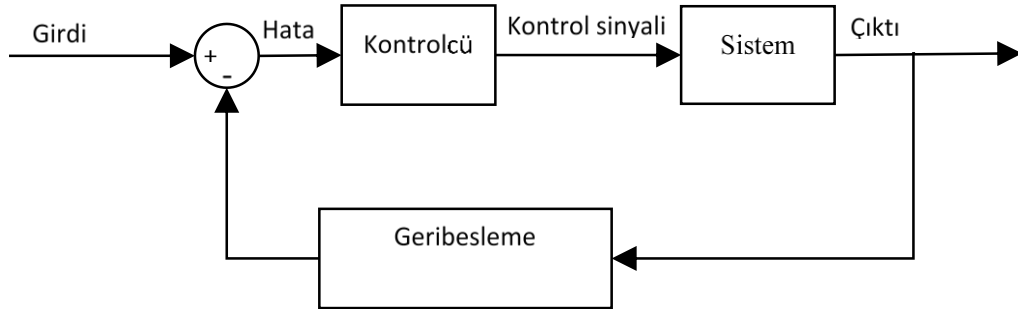 Girdi
+
-
Hata
Kontrolcü
Kontrol sinyali
Sistem
Çıktı
Geribesleme